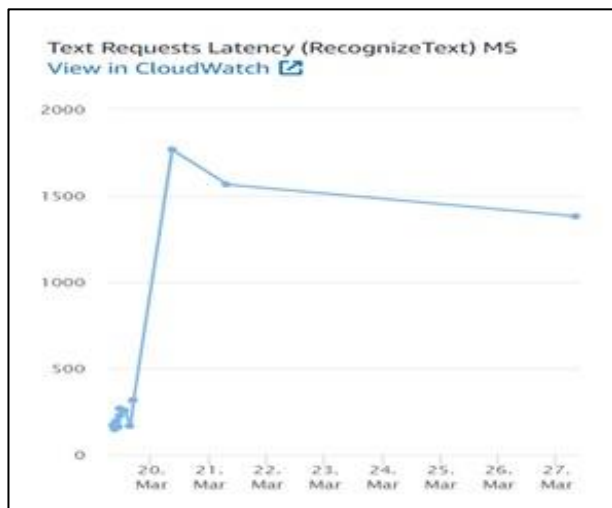 Text Requests Latency (RecognizeText) MS
View in CloudWatch
2000
1500
1000
500
0
20. Mar
21. Mar
22. Mar
23. Mar
24. Mar
25. Mar
26. Mar
27. Mar